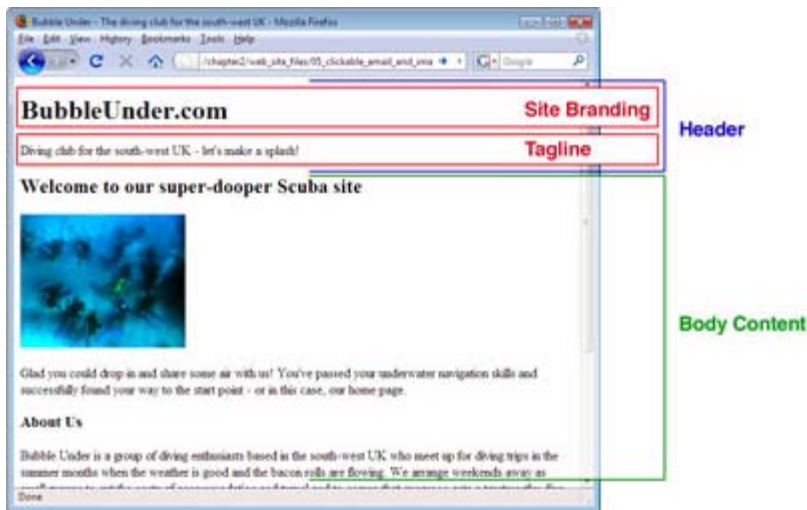 Bubble Under - The diving club for the south-west UK - Mozilla Firefox
File Edit View History Bookmarks Tools Help
/chapter2/web_site_files/05_clickable_email_and_ima Google
BubbleUnder.com
Site Branding
Header
Diving club for the south-west UK - let's make a splash!
Tagline
Welcome to our super-dooper Scuba site
Body Content
Glad you could drop in and share some air with us! You've passed your underwater navigation skills and
successfully found your way to the start point - or in this case, our home page.
About Us
Bubble Under is a group of diving enthusiasts based in the south-west UK who meet up for diving trips in the
summer months when the weather is good and the bacon rolls are flowing. We arrange weekends away as
Done